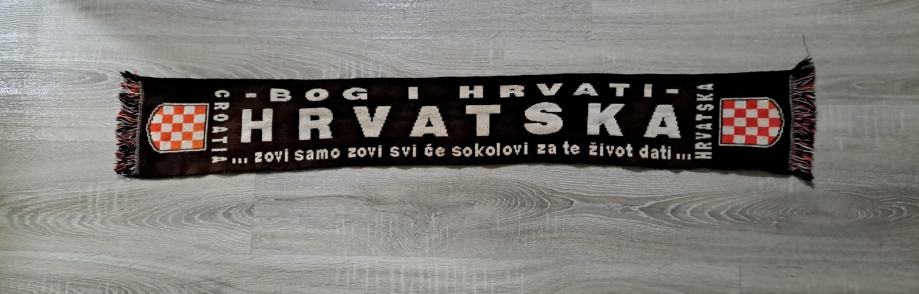 CROATIA
-BOG I HRVATI-
HRVATSKA
... zovi samo zovi svi će sokolovi za te život dati ...
HRVATSKA